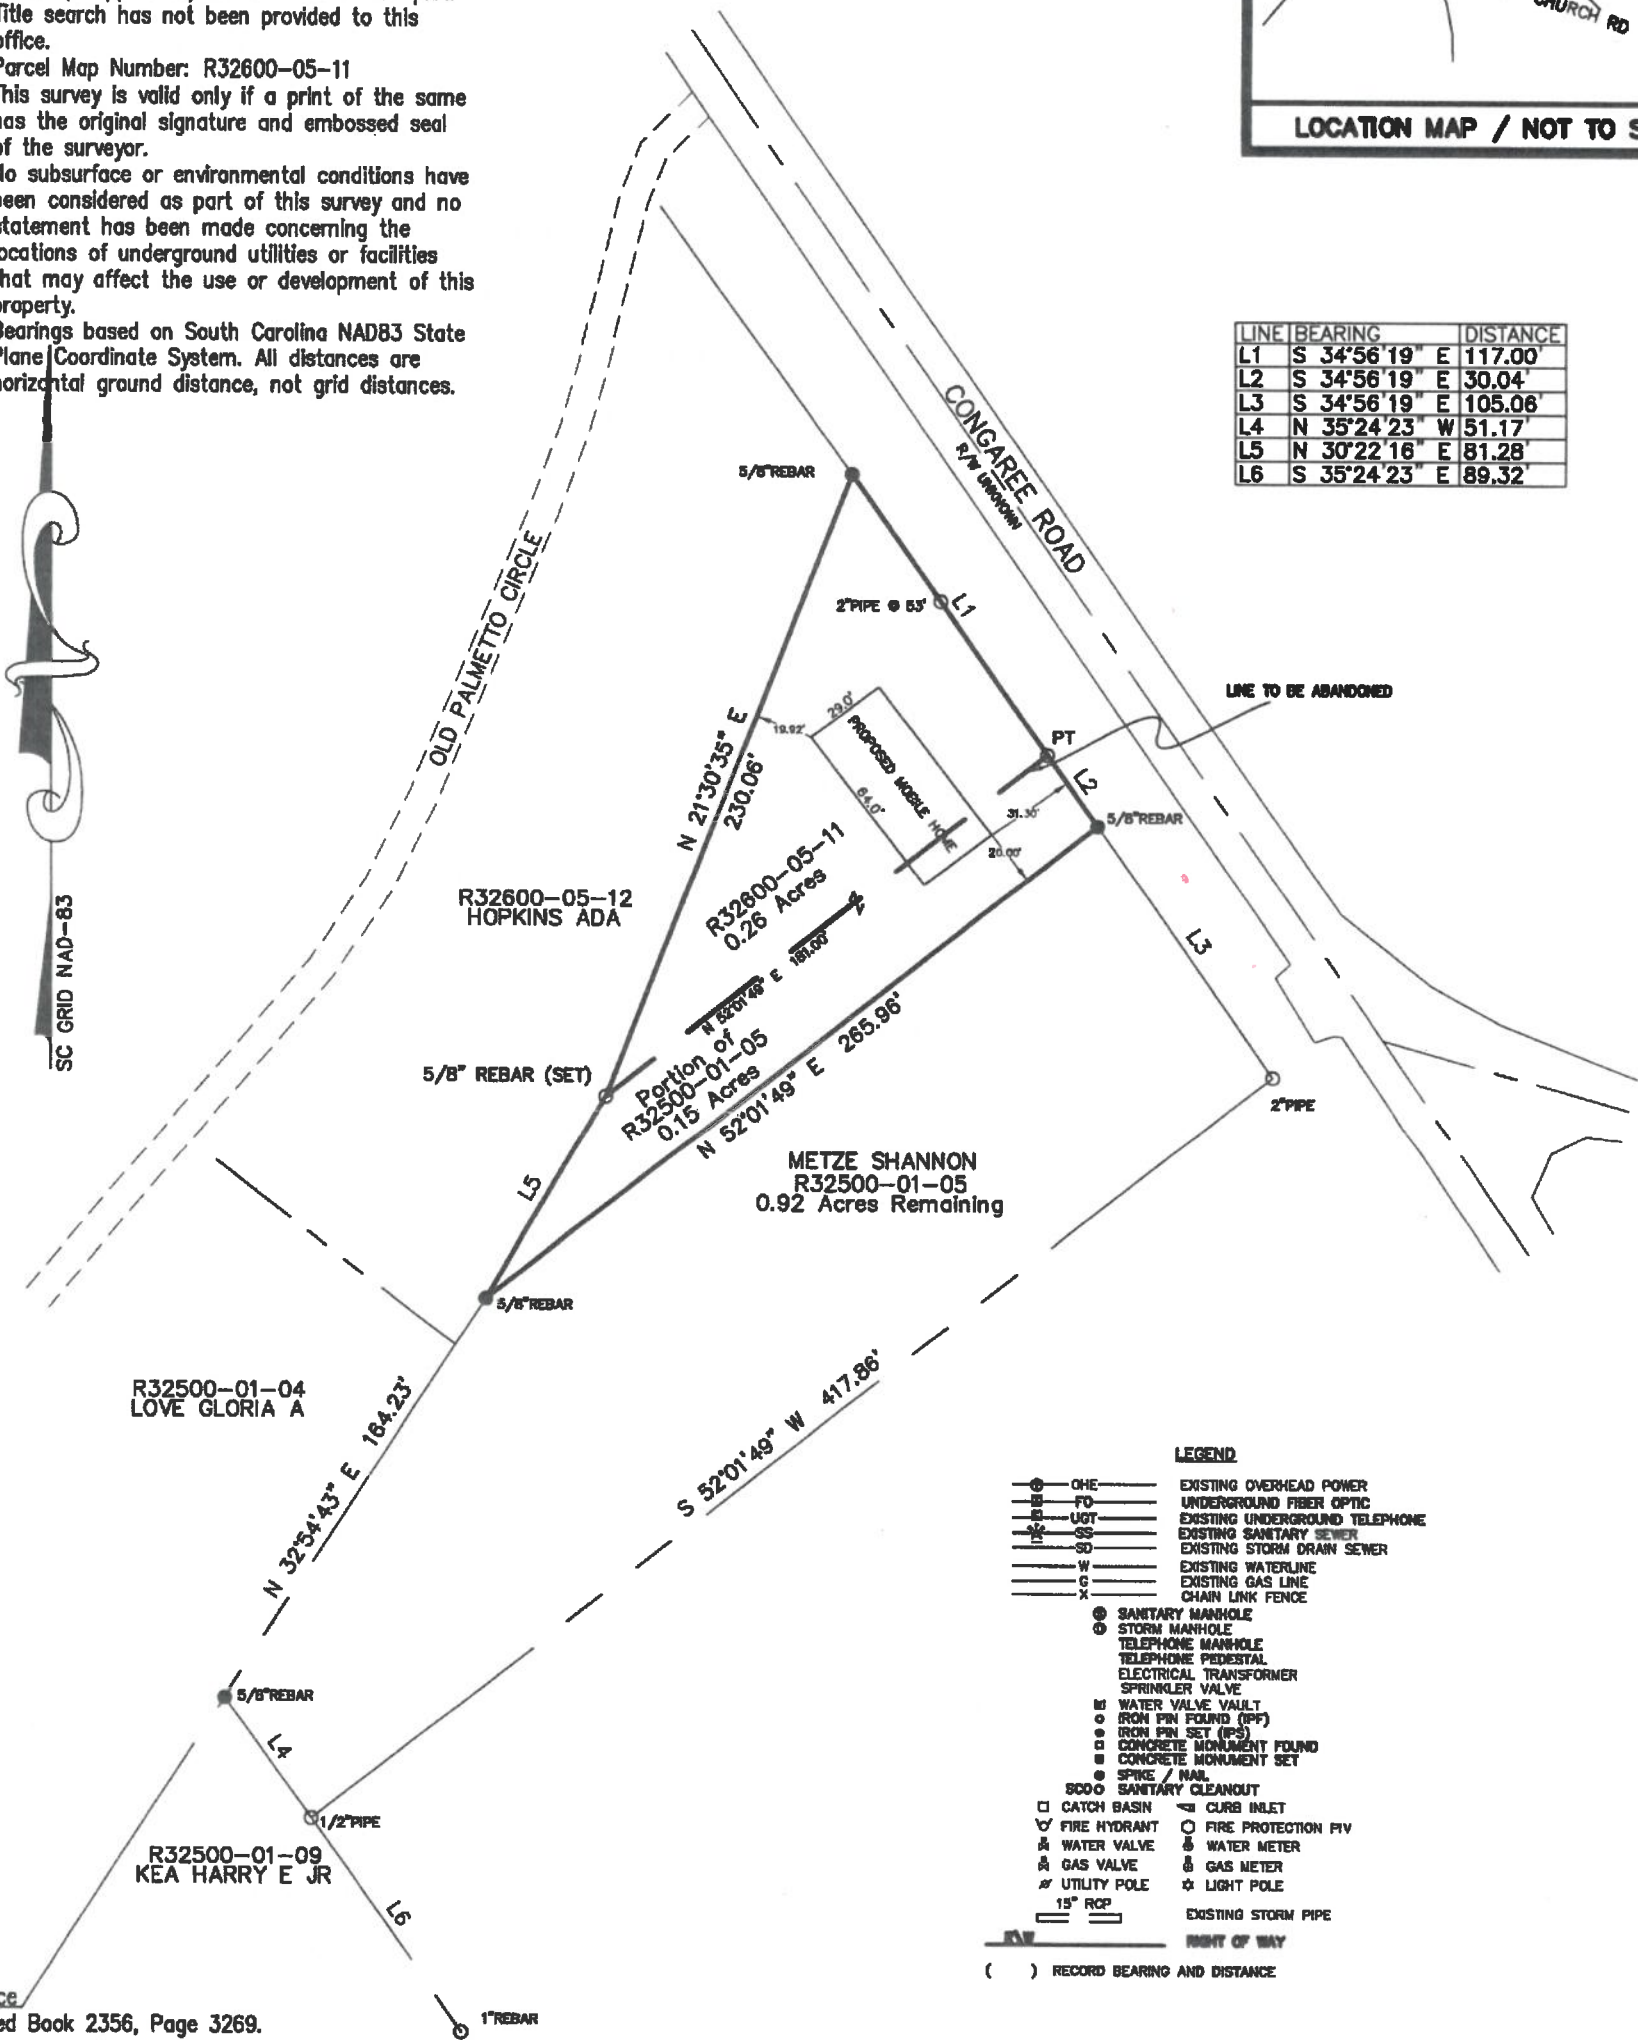 Title search has not been provided to this
office.
Parcel Map Number: R32600-05-11
This survey is valid only if a print of the same
has the original signature and embossed seal
of the surveyor.
No subsurface or environmental conditions have
been considered as part of this survey and no
statement has been made concerning the
locations of underground utilities or facilities
that may affect the use or development of this
property.
Bearings based on South Carolina NAD83 State
Plane Coordinate System. All distances are
horizontal ground distance, not grid distances.
CHURCH RD
LOCATION MAP / NOT TO S
LINE BEARING DISTANCE
L1 S 34°56'19" E 117.00'
L2 S 34°56'19" E 30.04'
L3 S 34°56'19" E 105.06'
L4 N 35°24'23" W 51.17'
L5 N 30°22'16" E 81.28'
L6 S 35°24'23" E 89.32'
SC GRID NAD-83
OLD PALMETTO CIRCLE
CONGAREE ROAD
R/W UNKNOWN
5/8"REBAR
2"PIPE @ 53'
L1
LINE TO BE ABANDONED
PT
L2
5/8"REBAR
29.0'
19.92'
PROPOSED MOBILE HOME
64.0'
31.30'
20.00'
N 21°30'35" E
230.06'
R32600-05-12
HOPKINS ADA
R32600-05-11
0.26 Acres
N 52°01'49" E 181.00'
L3
5/8" REBAR (SET)
Portion of
R32500-01-05
0.15 Acres
N 52°01'49" E 265.96'
2"PIPE
METZE SHANNON
R32500-01-05
0.92 Acres Remaining
L5
5/8"REBAR
R32500-01-04
LOVE GLORIA A
N 32°54'43" E 164.23'
S 52°01'49" W 417.86'
5/8"REBAR
L4
1/2"PIPE
R32500-01-09
KEA HARRY E JR
L6
1"REBAR
ce
ed Book 2356, Page 3269.
LEGEND
OHE EXISTING OVERHEAD POWER
FO UNDERGROUND FIBER OPTIC
UGT EXISTING UNDERGROUND TELEPHONE
SS EXISTING SANITARY SEWER
SD EXISTING STORM DRAIN SEWER
W EXISTING WATERLINE
G EXISTING GAS LINE
X CHAIN LINK FENCE
SANITARY MANHOLE
STORM MANHOLE
TELEPHONE MANHOLE
TELEPHONE PEDESTAL
ELECTRICAL TRANSFORMER
SPRINKLER VALVE
WATER VALVE VAULT
IRON PIN FOUND (IPF)
IRON PIN SET (IPS)
CONCRETE MONUMENT FOUND
CONCRETE MONUMENT SET
SPIKE / NAIL
SCO SANITARY CLEANOUT
CATCH BASIN CURB INLET
FIRE HYDRANT FIRE PROTECTION PIV
WATER VALVE WATER METER
GAS VALVE GAS METER
UTILITY POLE LIGHT POLE
15" RCP
EXISTING STORM PIPE
R/W RIGHT OF WAY
( ) RECORD BEARING AND DISTANCE